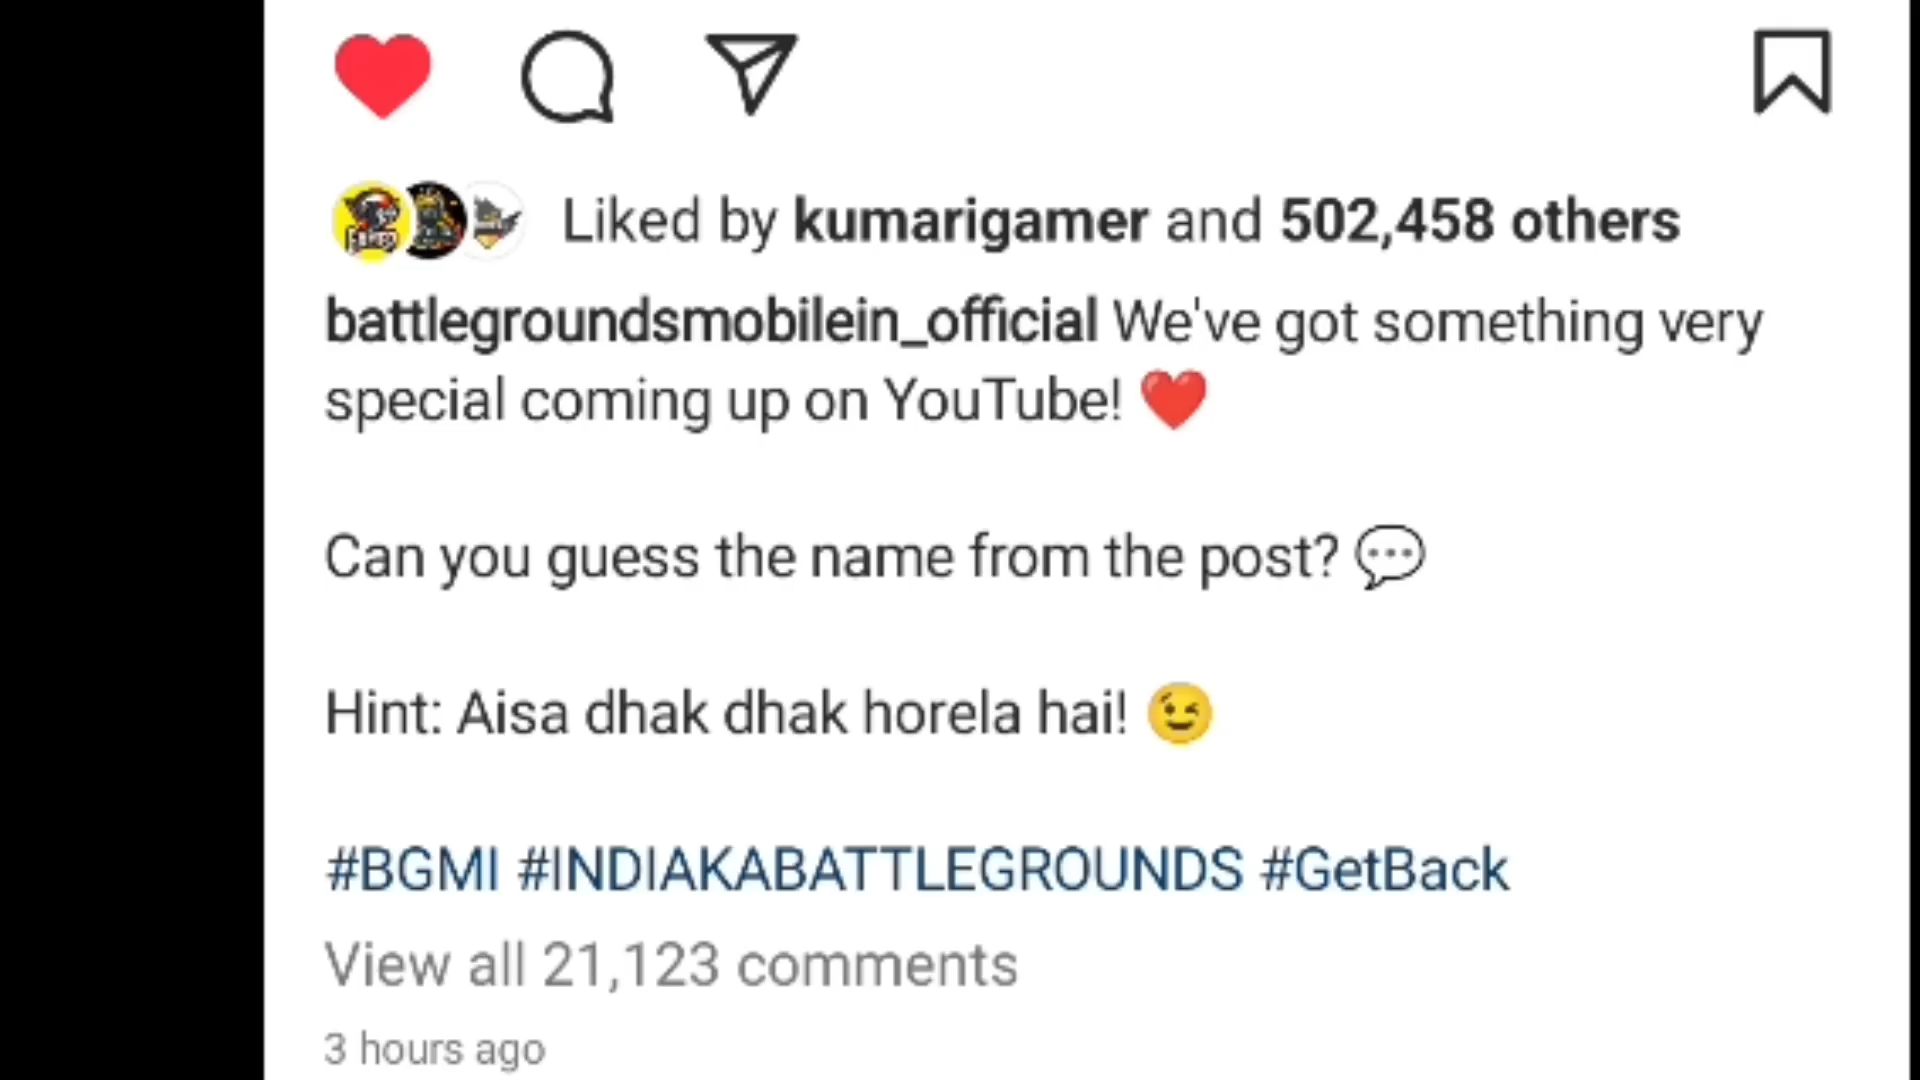 Liked by kumarigamer and 502,458 others
battlegroundsmobilein_official We've got something very
special coming up on YouTube! ❤️
Can you guess the name from the post? 💬
Hint: Aisa dhak dhak horela hai! 😉
#BGMI #INDIAKABATTLEGROUNDS #GetBack
View all 21,123 comments
3 hours ago